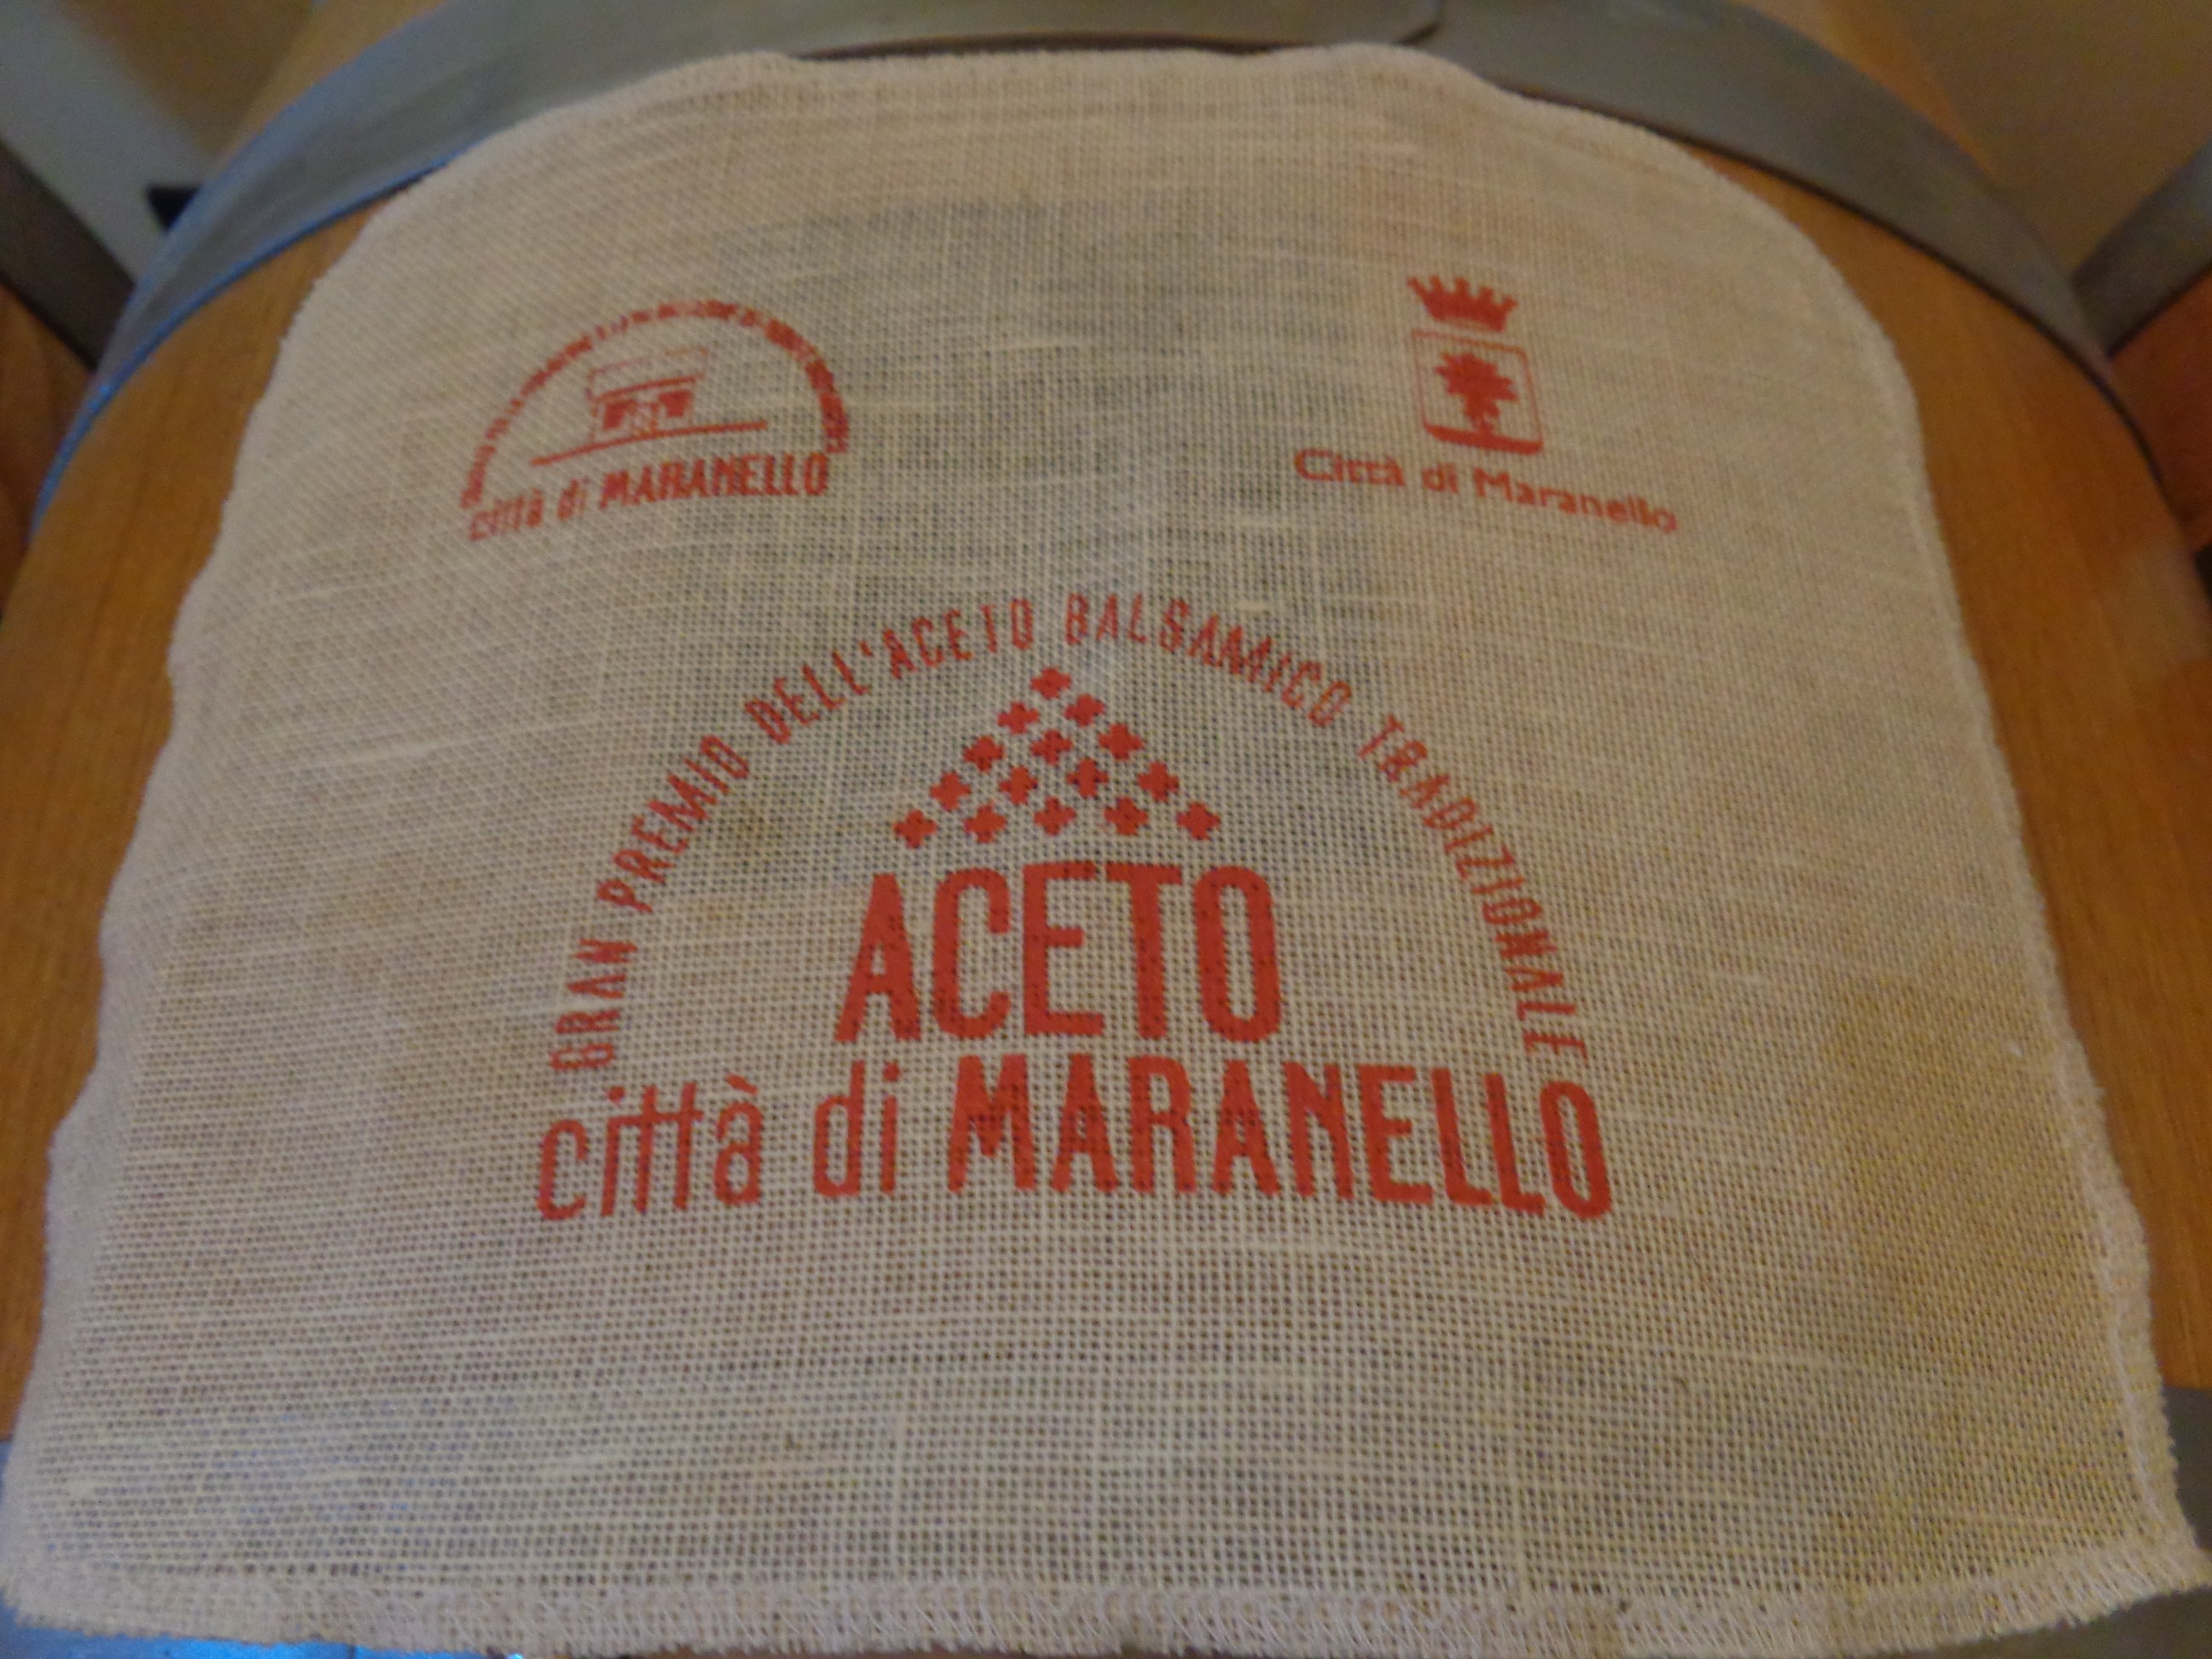 città di MARANELLO
Città di Maranello
GRAN PREMIO DELL'ACETO BALSAMICO TRADIZIONALE
ACETO
città di MARANELLO